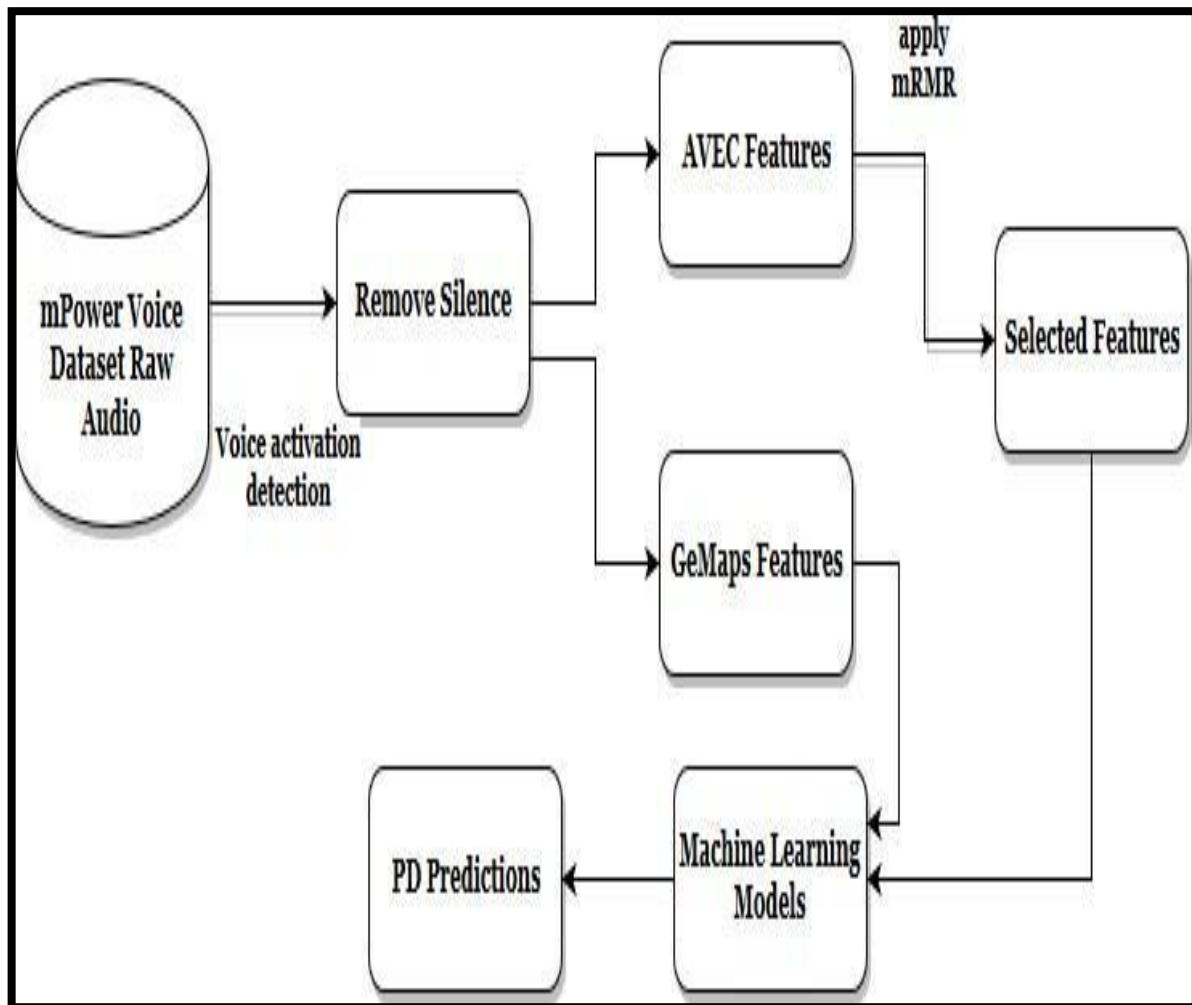 mPower Voice
Dataset Raw
Audio
Voice activation
detection
Remove Silence
AVEC Features
apply
mRMR
Selected Features
GeMaps Features
Machine Learning
Models
PD Predictions